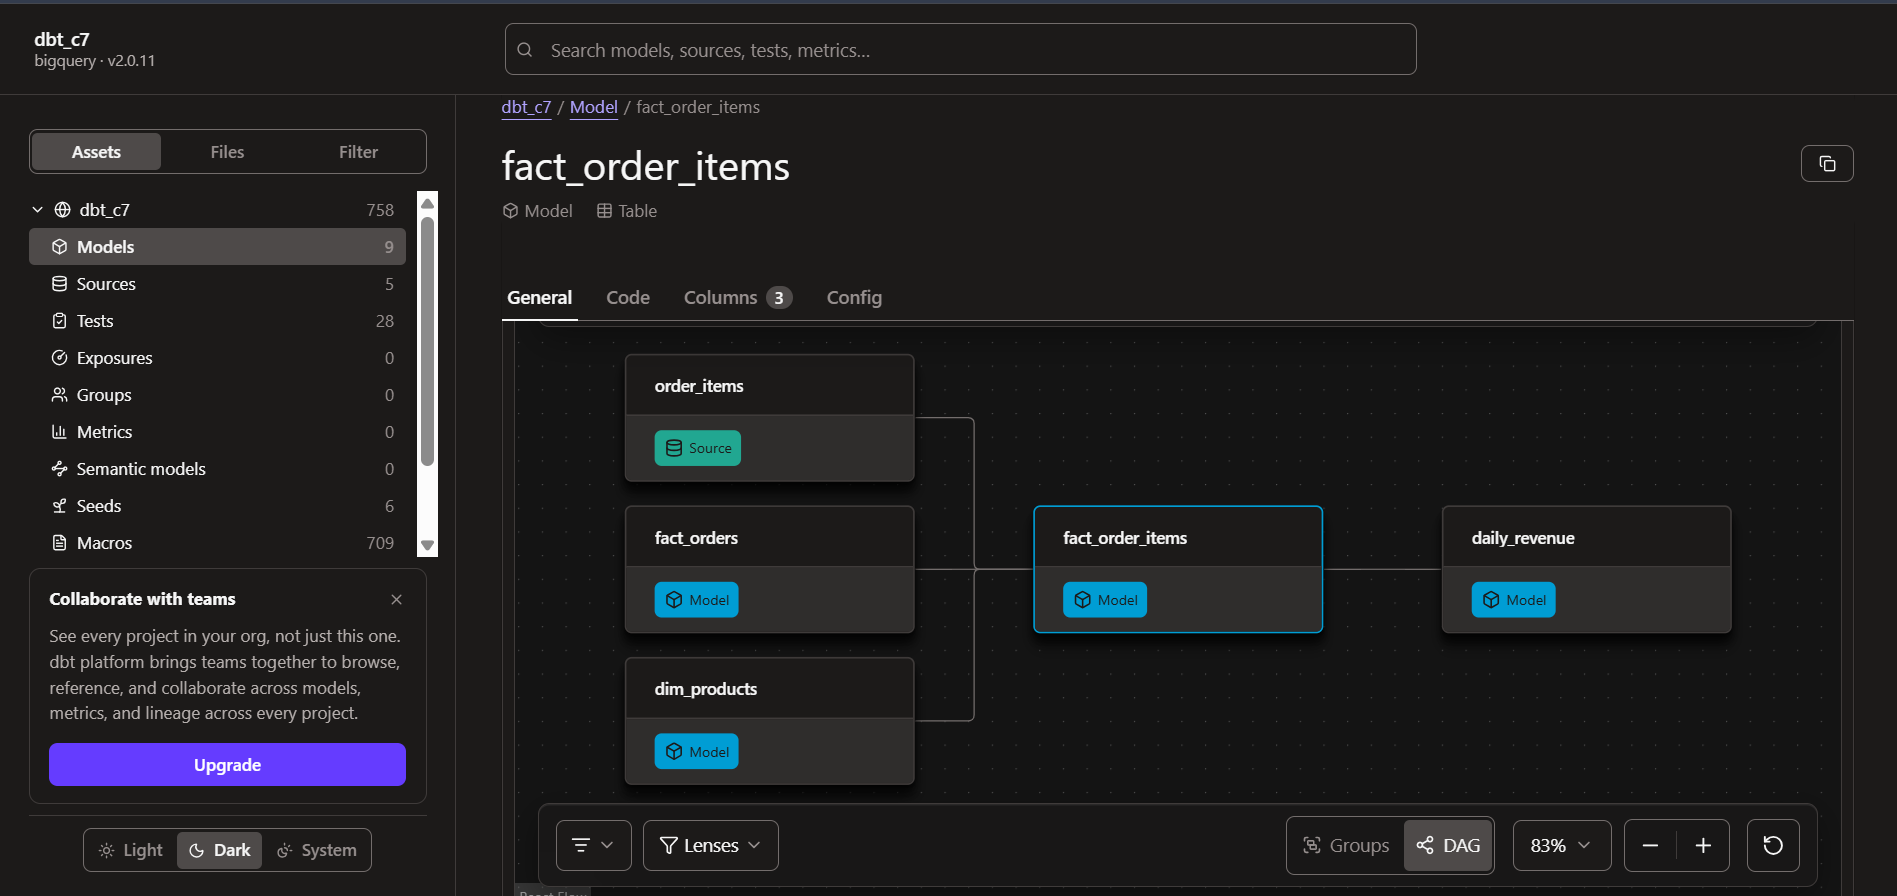 dbt_c7
bigquery · v2.0.11
Search models, sources, tests, metrics...
Assets
Files
Filter
dbt_c7 758
Models 9
Sources 5
Tests 28
Exposures 0
Groups 0
Metrics 0
Semantic models 0
Seeds 6
Macros 709
Collaborate with teams
See every project in your org, not just this one.
dbt platform brings teams together to browse,
reference, and collaborate across models,
metrics, and lineage across every project.
Upgrade
Light
Dark
System
dbt_c7 / Model / fact_order_items
fact_order_items
Model
Table
General
Code
Columns 3
Config
order_items
Source
fact_orders
Model
dim_products
Model
fact_order_items
Model
daily_revenue
Model
Lenses
Groups
DAG
83%
React Flow